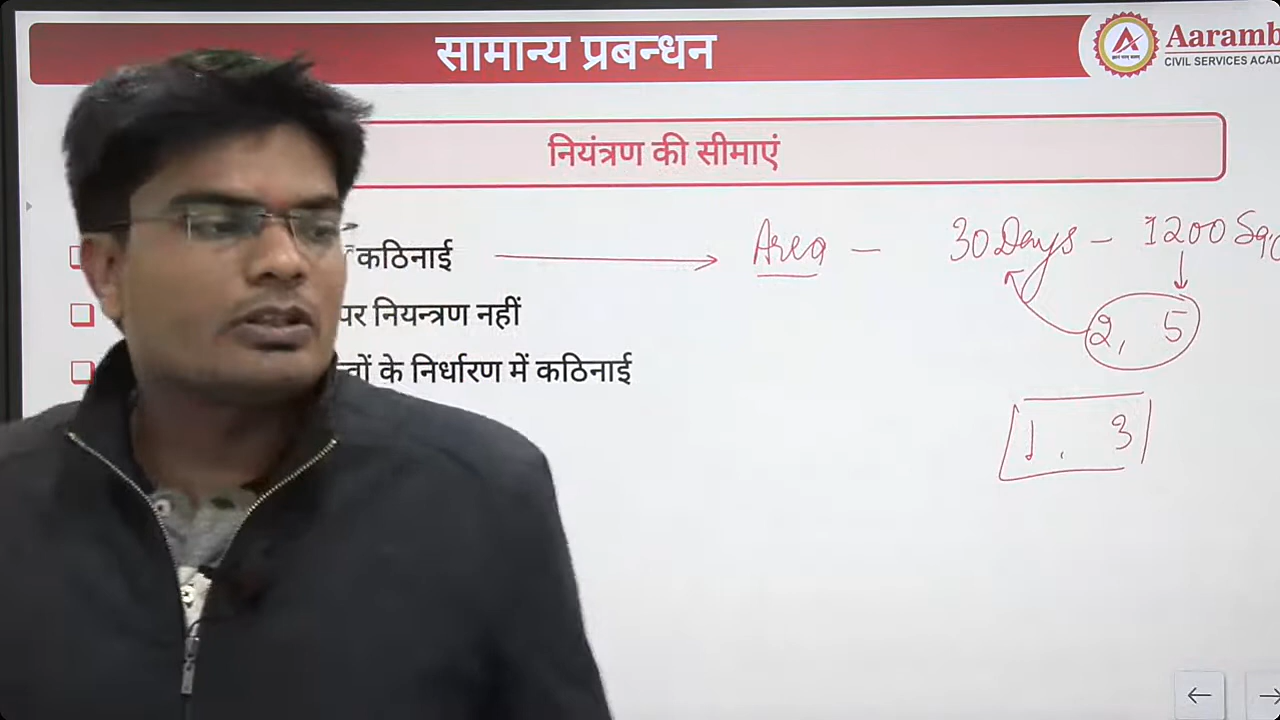 सामान्य प्रबन्धन
Aaramb
CIVIL SERVICES ACAD
नियंत्रण की सीमाएं
कठिनाई Area - 30 Days - 1200 Sq.
2, 5
पर नियन्त्रण नहीं
के निर्धारण में कठिनाई
1, 3